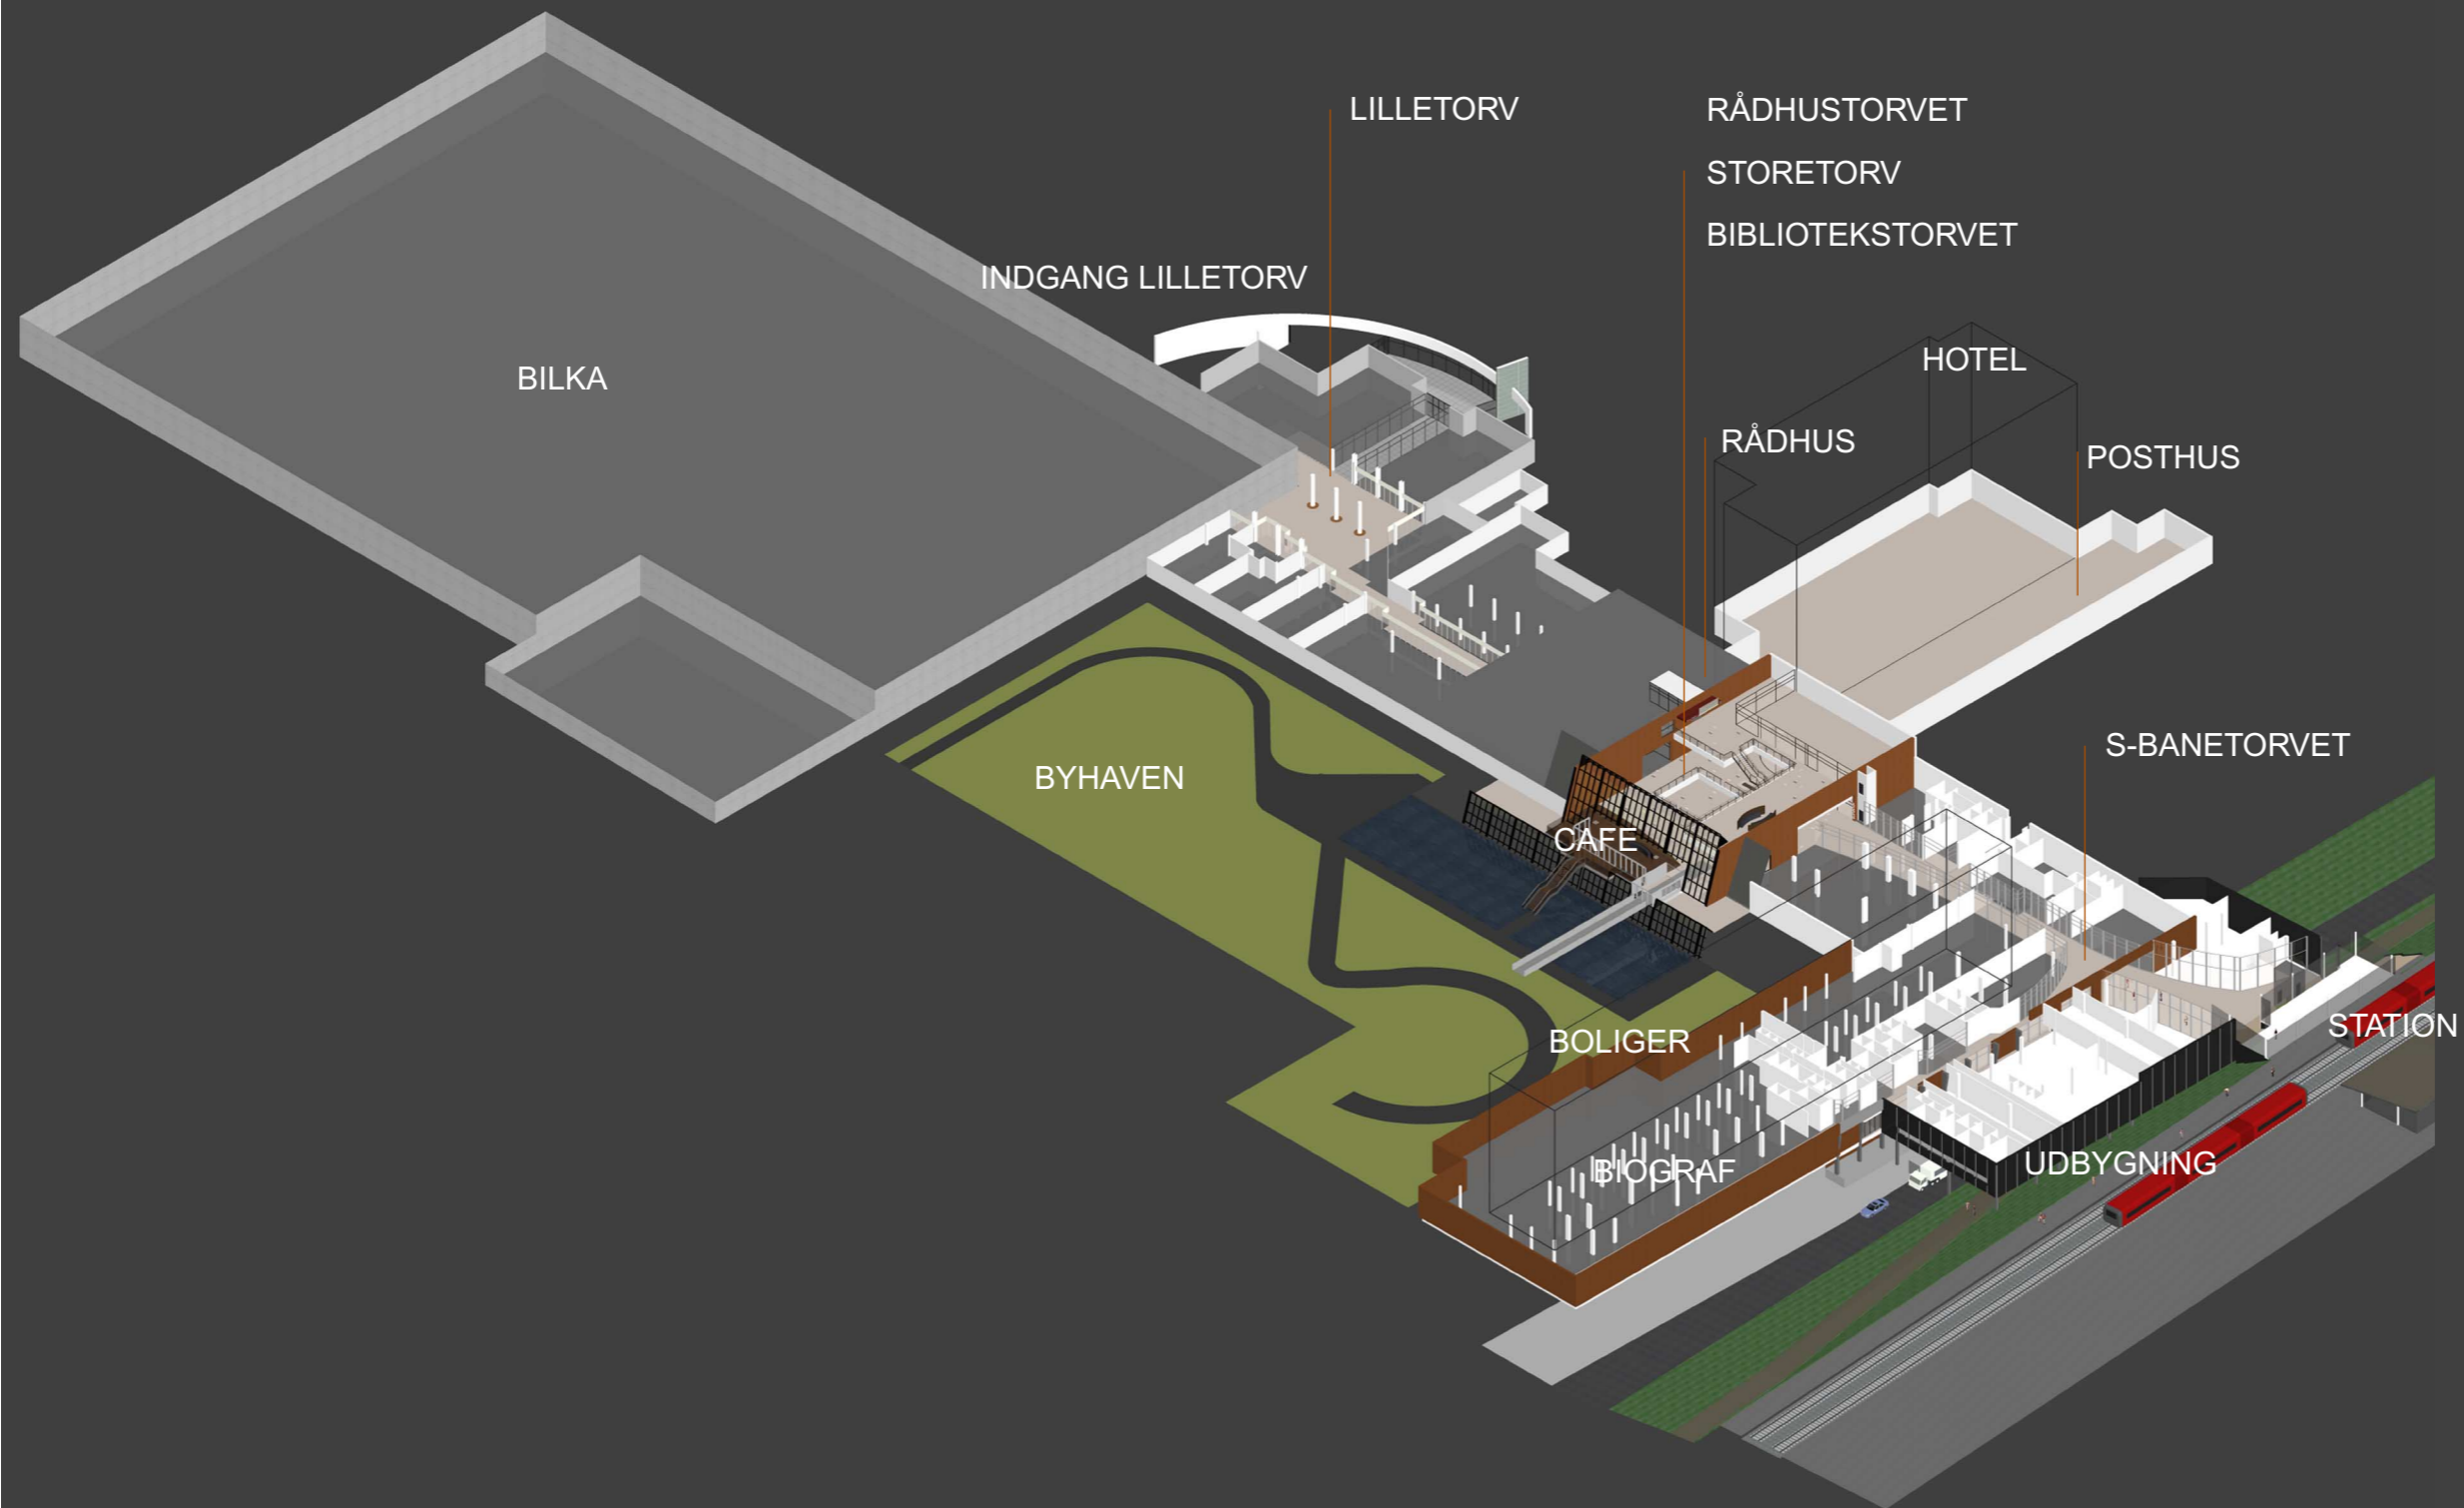 LILLETORV
RÅDHUSTORVET
STORETORV
BIBLIOTEKSTORVET
INDGANG LILLETORV
HOTEL
BILKA
RÅDHUS
POSTHUS
S-BANETORVET
BYHAVEN
CAFE
STATION
BOLIGER
UDBYGNING
BIOGRAF